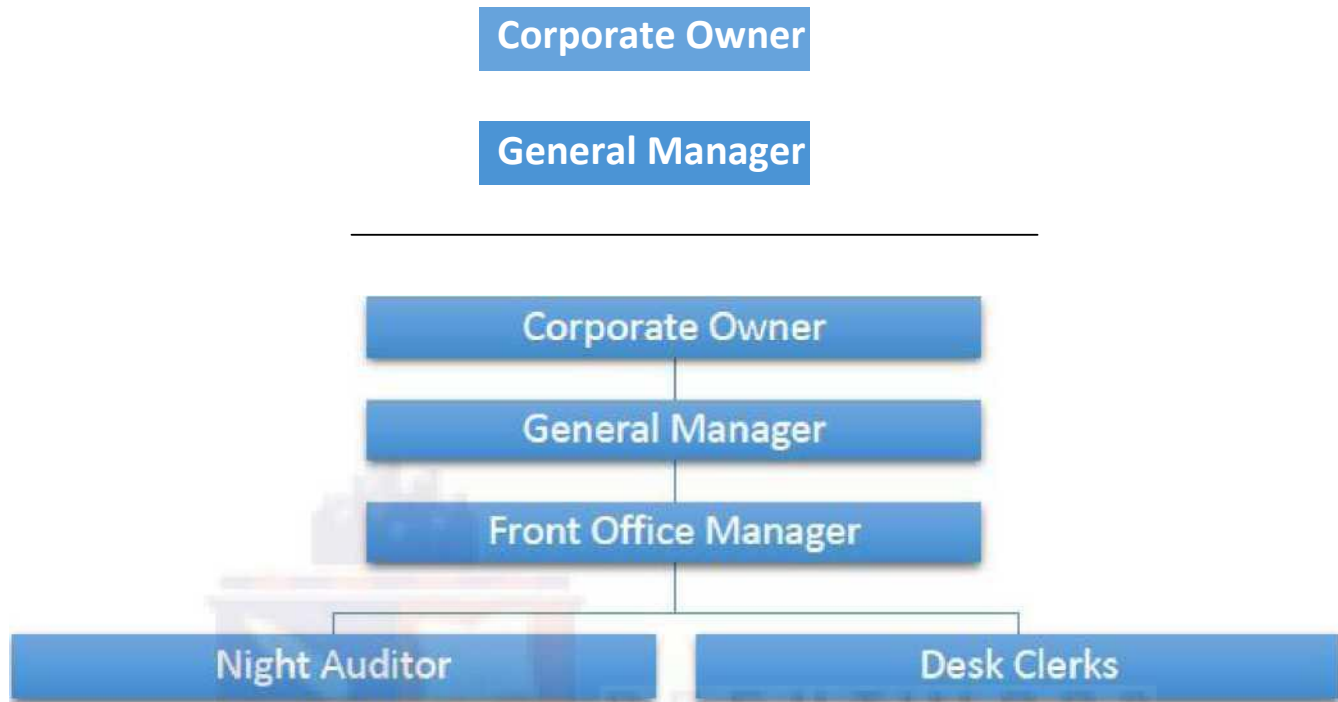 Corporate Owner
General Manager
Corporate Owner
General Manager
Front Office Manager
Night Auditor
Desk Clerks